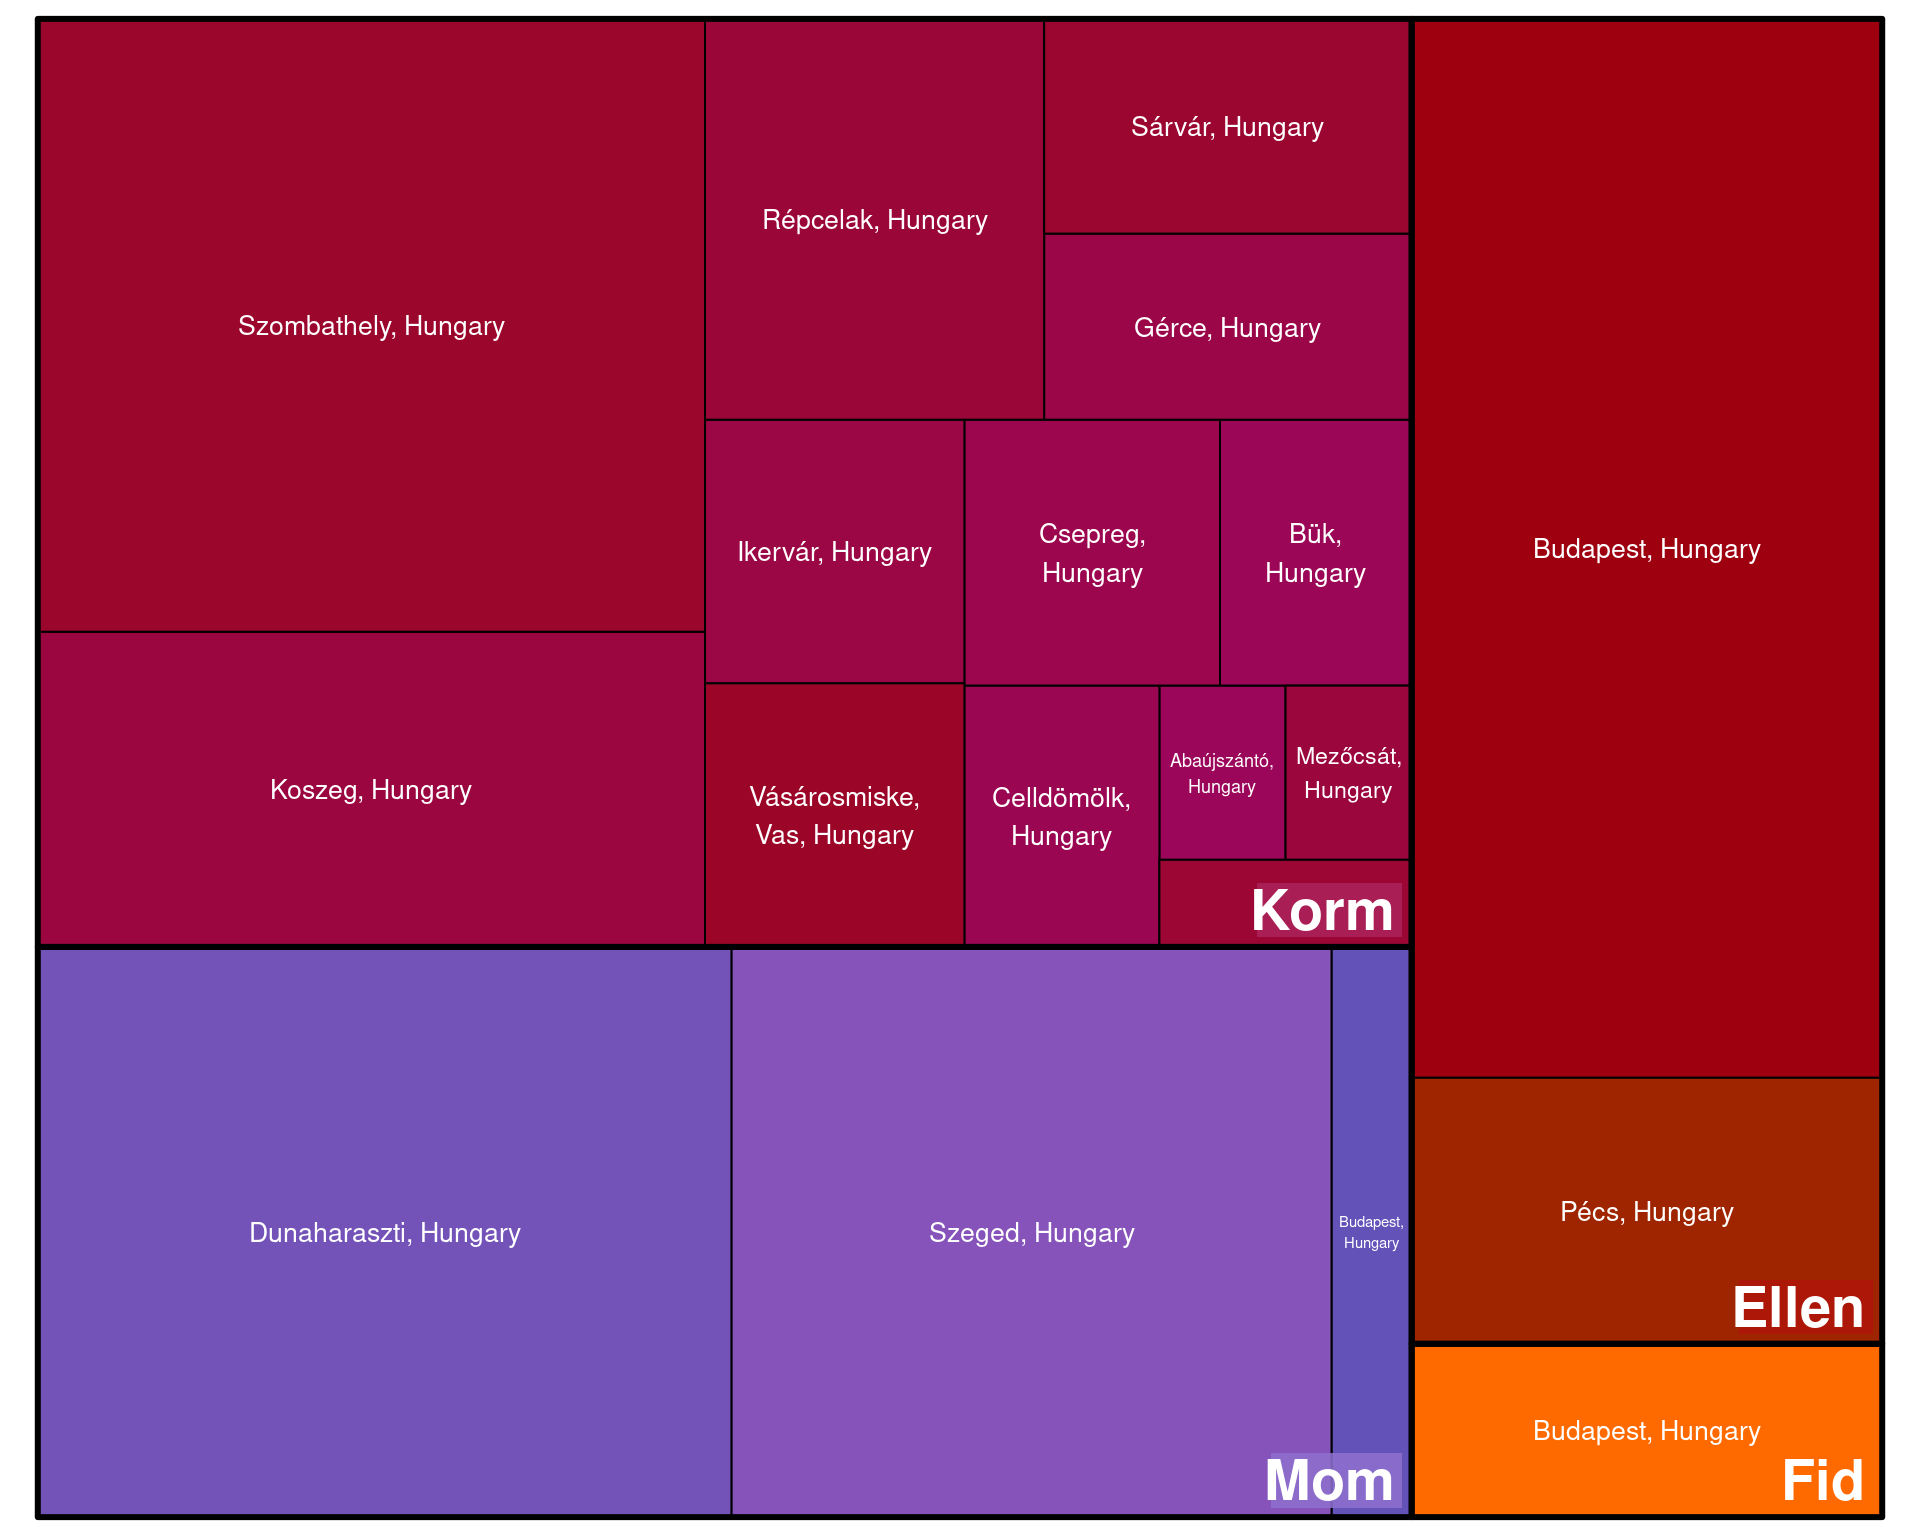 Szombathely, Hungary
Koszeg, Hungary
Répcelak, Hungary
Sárvár, Hungary
Gérce, Hungary
Ikervár, Hungary
Csepreg,
Hungary
Bük,
Hungary
Vásárosmiske,
Vas, Hungary
Celldömölk,
Hungary
Abaújszántó,
Hungary
Mezőcsát,
Hungary
Korm
Dunaharaszti, Hungary
Szeged, Hungary
Budapest,
Hungary
Mom
Budapest, Hungary
Pécs, Hungary
Ellen
Budapest, Hungary
Fid